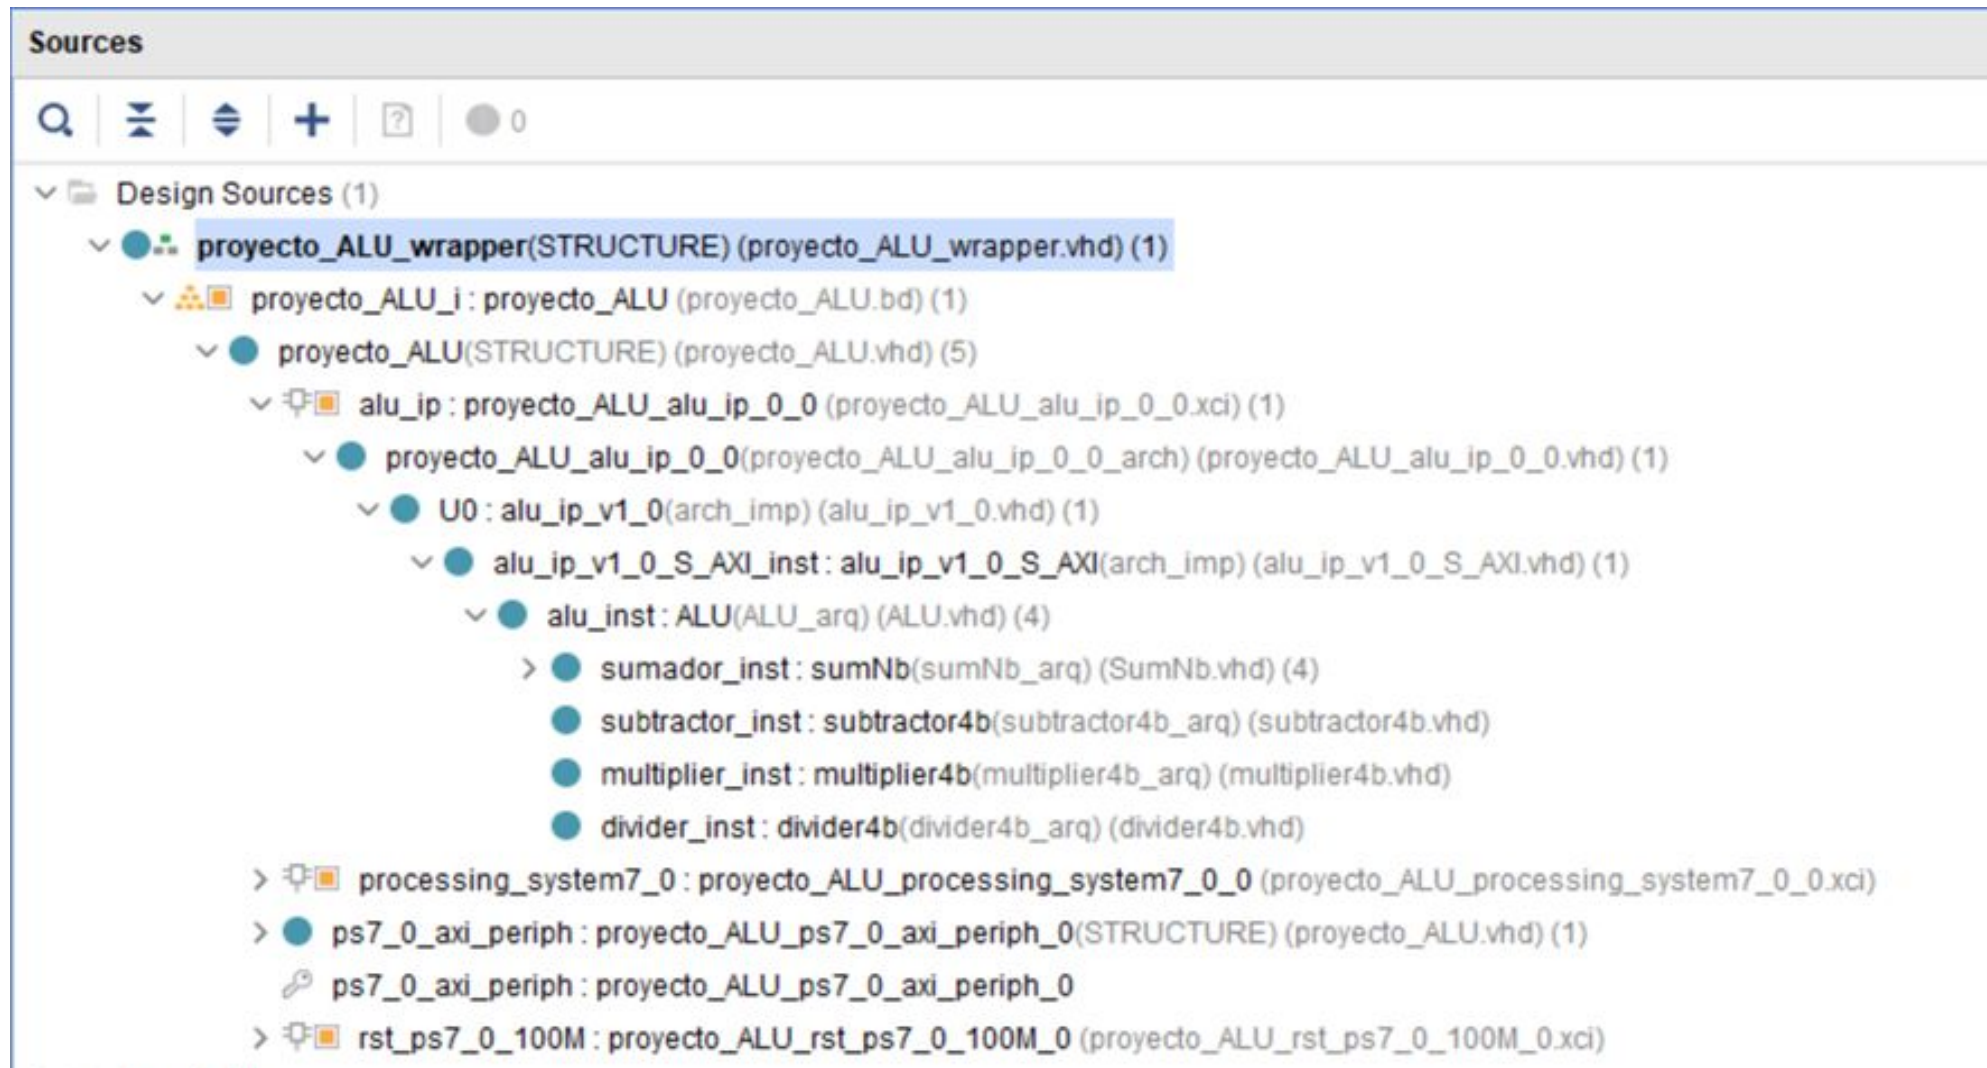 Sources
0
Design Sources (1)
proyecto_ALU_wrapper(STRUCTURE) (proyecto_ALU_wrapper.vhd) (1)
proyecto_ALU_i : proyecto_ALU (proyecto_ALU.bd) (1)
proyecto_ALU(STRUCTURE) (proyecto_ALU.vhd) (5)
alu_ip : proyecto_ALU_alu_ip_0_0 (proyecto_ALU_alu_ip_0_0.xci) (1)
proyecto_ALU_alu_ip_0_0(proyecto_ALU_alu_ip_0_0_arch) (proyecto_ALU_alu_ip_0_0.vhd) (1)
U0 : alu_ip_v1_0(arch_imp) (alu_ip_v1_0.vhd) (1)
alu_ip_v1_0_S_AXI_inst : alu_ip_v1_0_S_AXI(arch_imp) (alu_ip_v1_0_S_AXI.vhd) (1)
alu_inst : ALU(ALU_arq) (ALU.vhd) (4)
sumador_inst : sumNb(sumNb_arq) (SumNb.vhd) (4)
subtractor_inst : subtractor4b(subtractor4b_arq) (subtractor4b.vhd)
multiplier_inst : multiplier4b(multiplier4b_arq) (multiplier4b.vhd)
divider_inst : divider4b(divider4b_arq) (divider4b.vhd)
processing_system7_0 : proyecto_ALU_processing_system7_0_0 (proyecto_ALU_processing_system7_0_0.xci)
ps7_0_axi_periph : proyecto_ALU_ps7_0_axi_periph_0(STRUCTURE) (proyecto_ALU.vhd) (1)
ps7_0_axi_periph : proyecto_ALU_ps7_0_axi_periph_0
rst_ps7_0_100M : proyecto_ALU_rst_ps7_0_100M_0 (proyecto_ALU_rst_ps7_0_100M_0.xci)